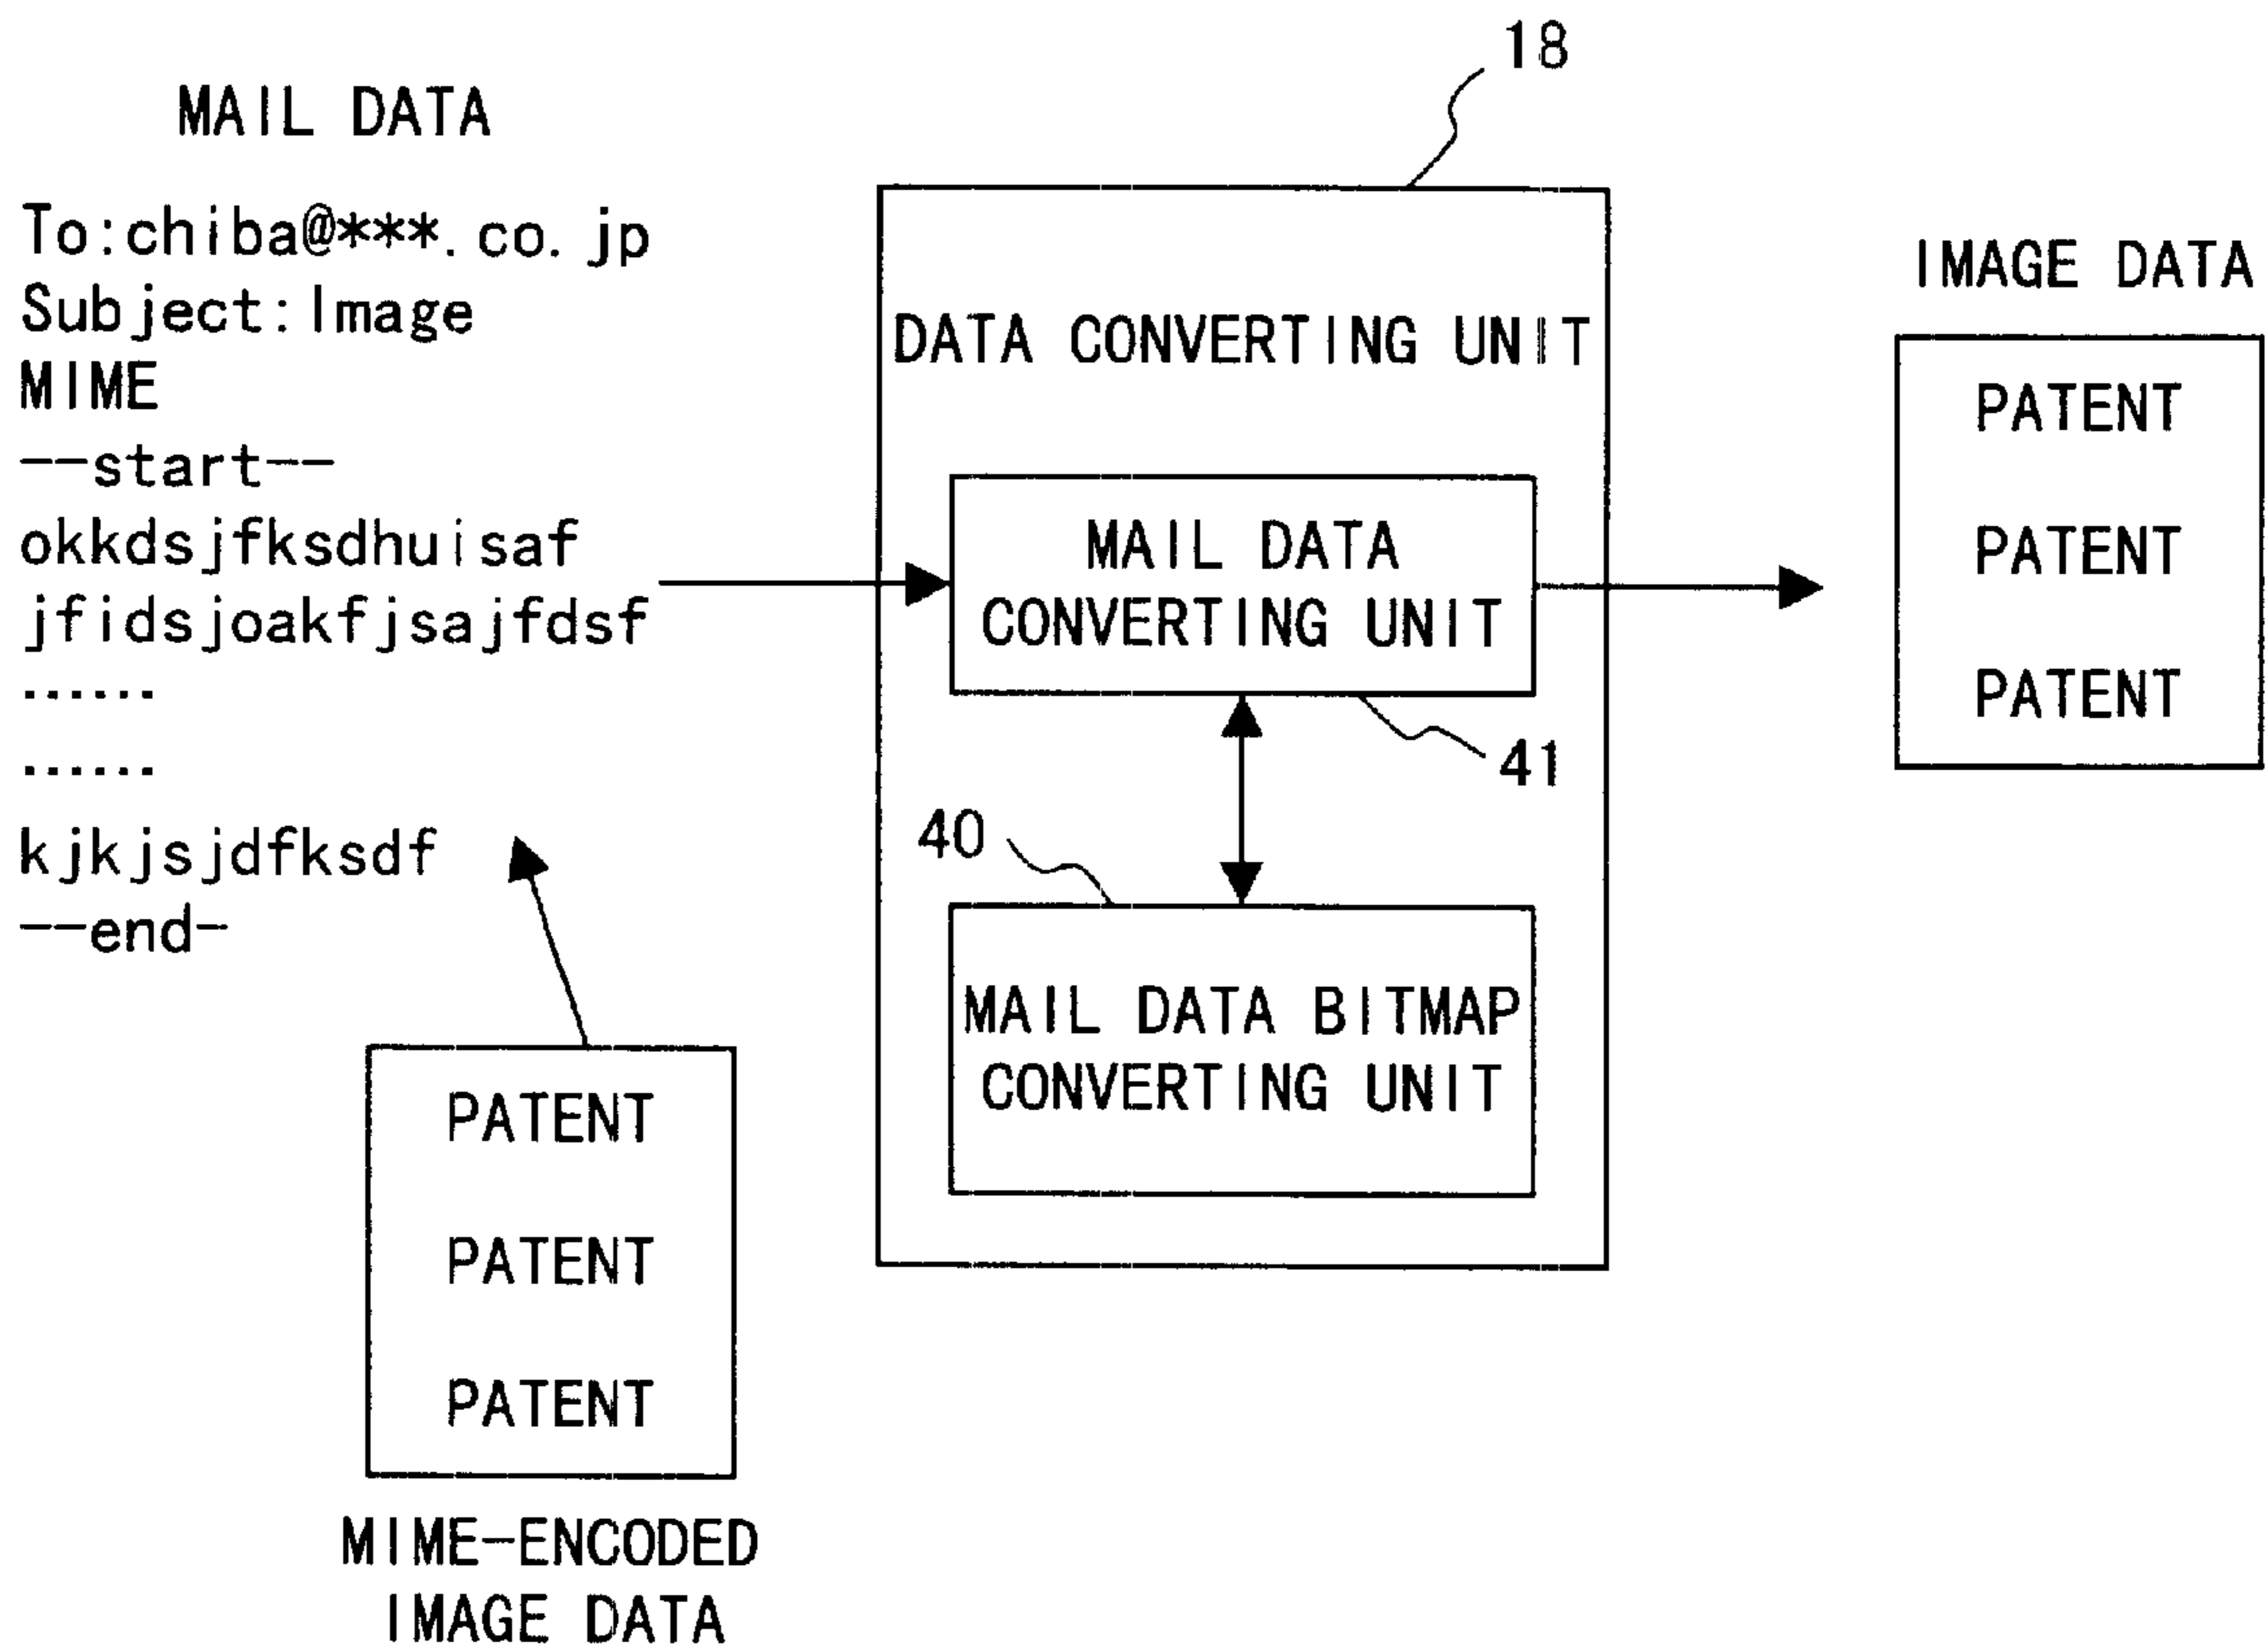 MAIL DATA
To:chiba@***.co.jp
Subject:Image
MIME
--start--
okkdsjfksdhuisaf
jfidsjoakfjsajfdsf
......
......
kjkjsjdfksdf
--end-
PATENT
PATENT
PATENT
MIME-ENCODED
IMAGE DATA
18
DATA CONVERTING UNIT
MAIL DATA
CONVERTING UNIT
41
40
MAIL DATA BITMAP
CONVERTING UNIT
IMAGE DATA
PATENT
PATENT
PATENT